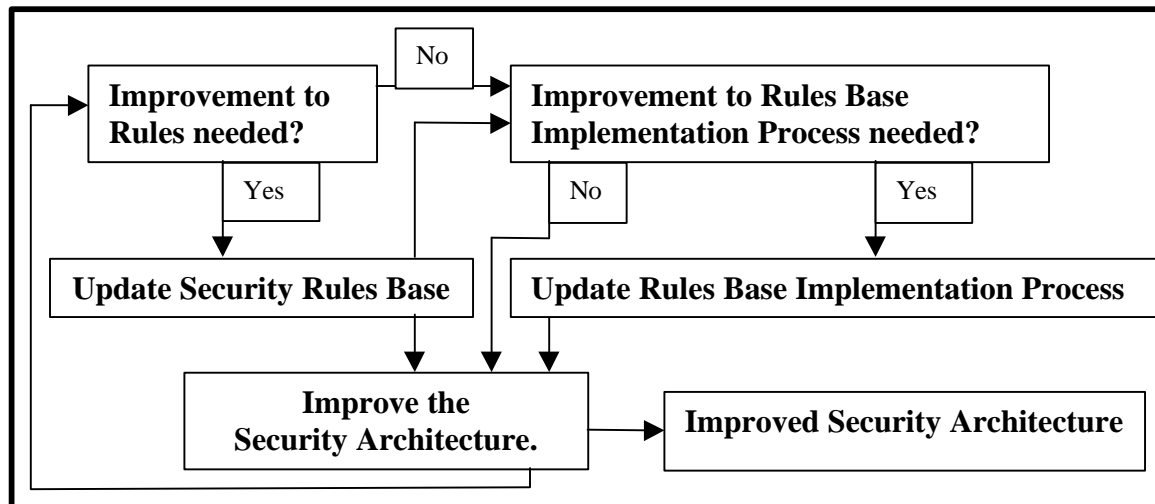 No
Improvement to
Rules needed?
Improvement to Rules Base
Implementation Process needed?
Yes
No
Yes
Update Security Rules Base
Update Rules Base Implementation Process
Improve the
Security Architecture.
Improved Security Architecture